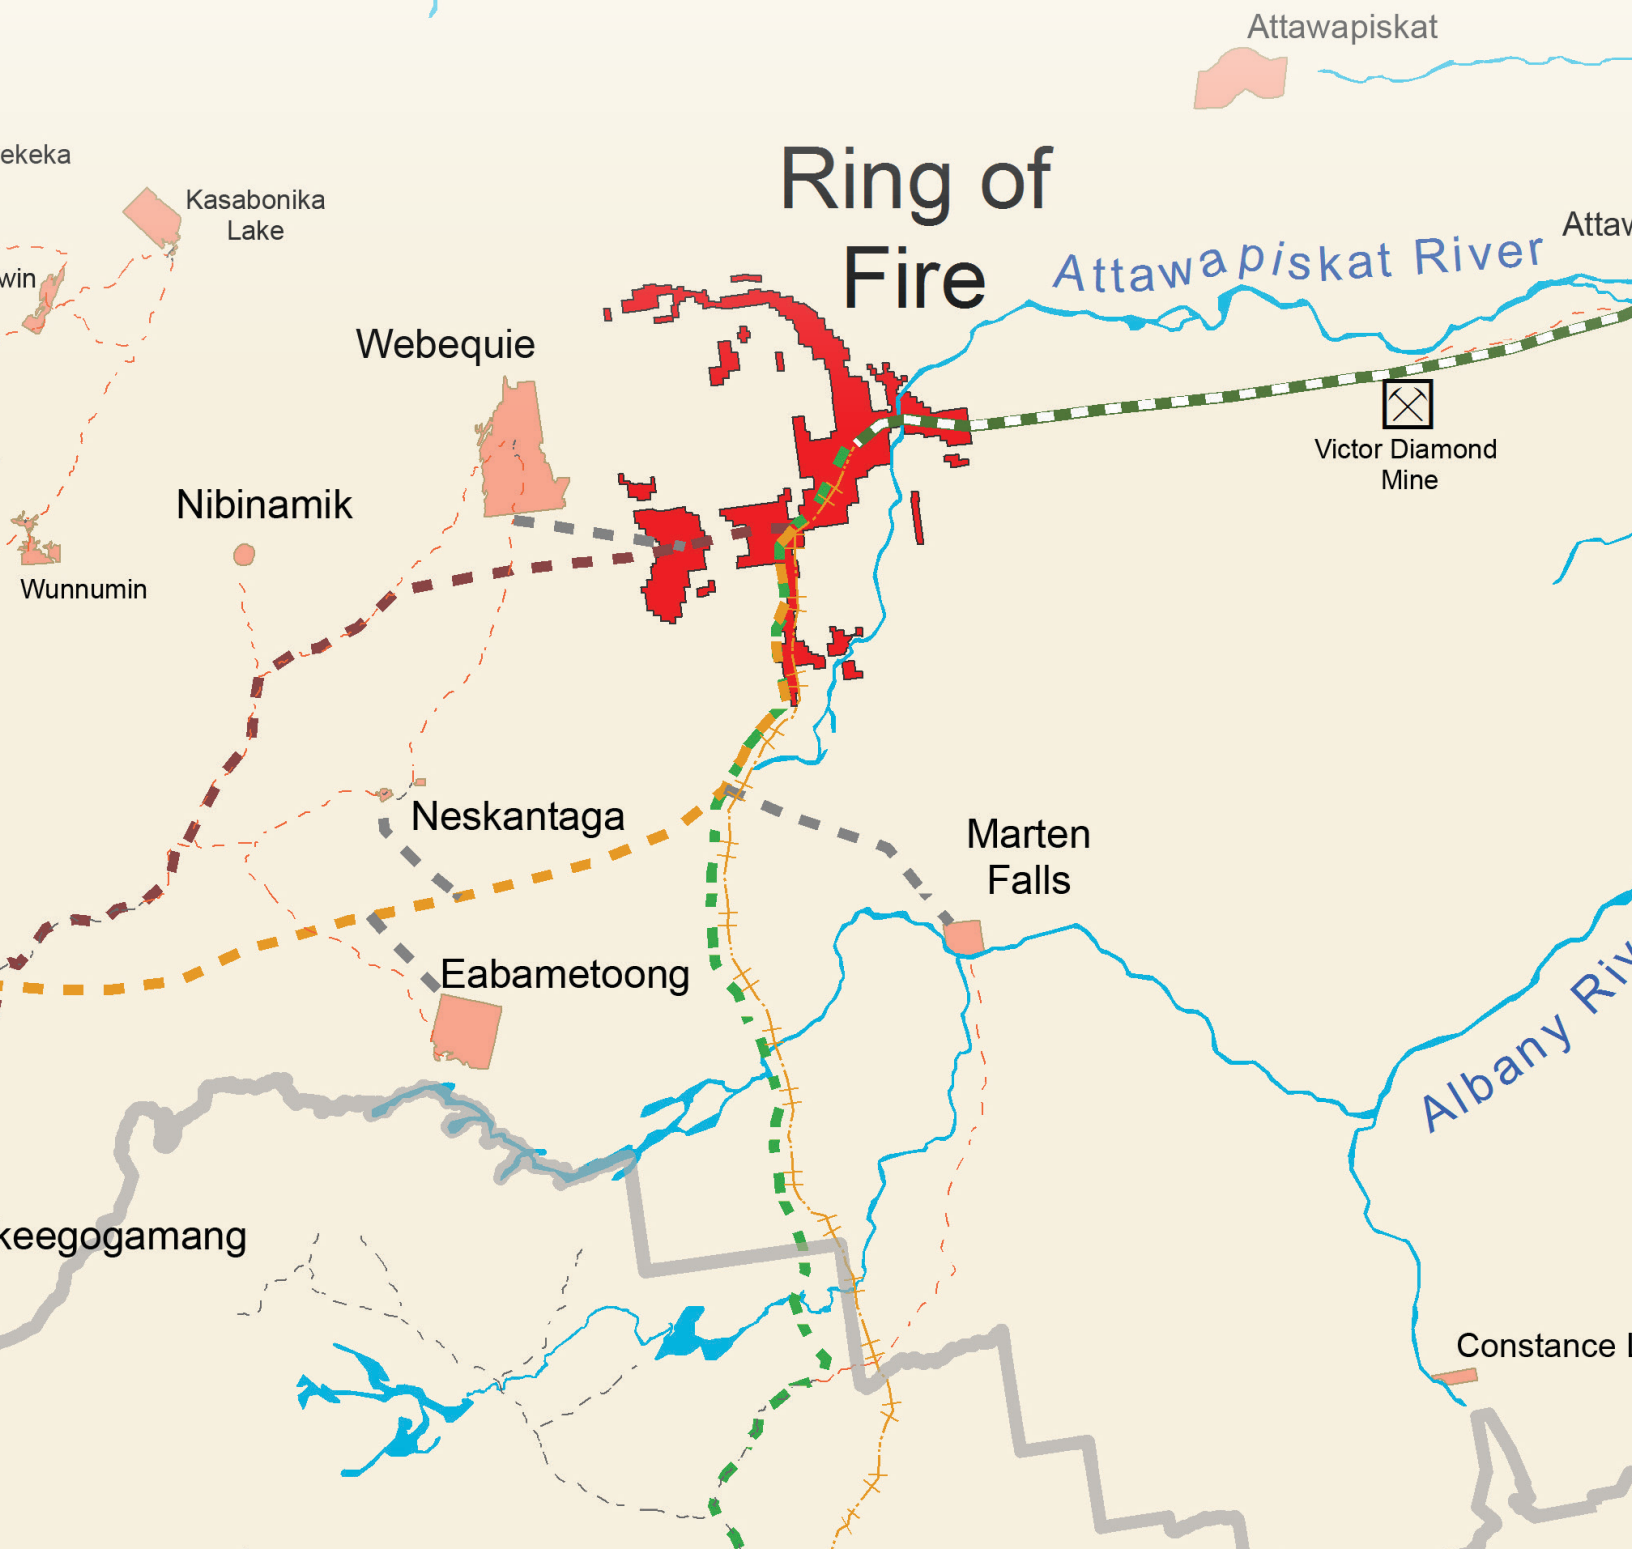 Attawapiskat
ekeka
Ring of
Fire
Kasabonika
Lake
Attaw
Attawapiskat River
win
Webequie
Victor Diamond
Mine
Nibinamik
Wunnumin
Neskantaga
Marten
Falls
Eabametoong
Albany Riv
keegogamang
Constance L